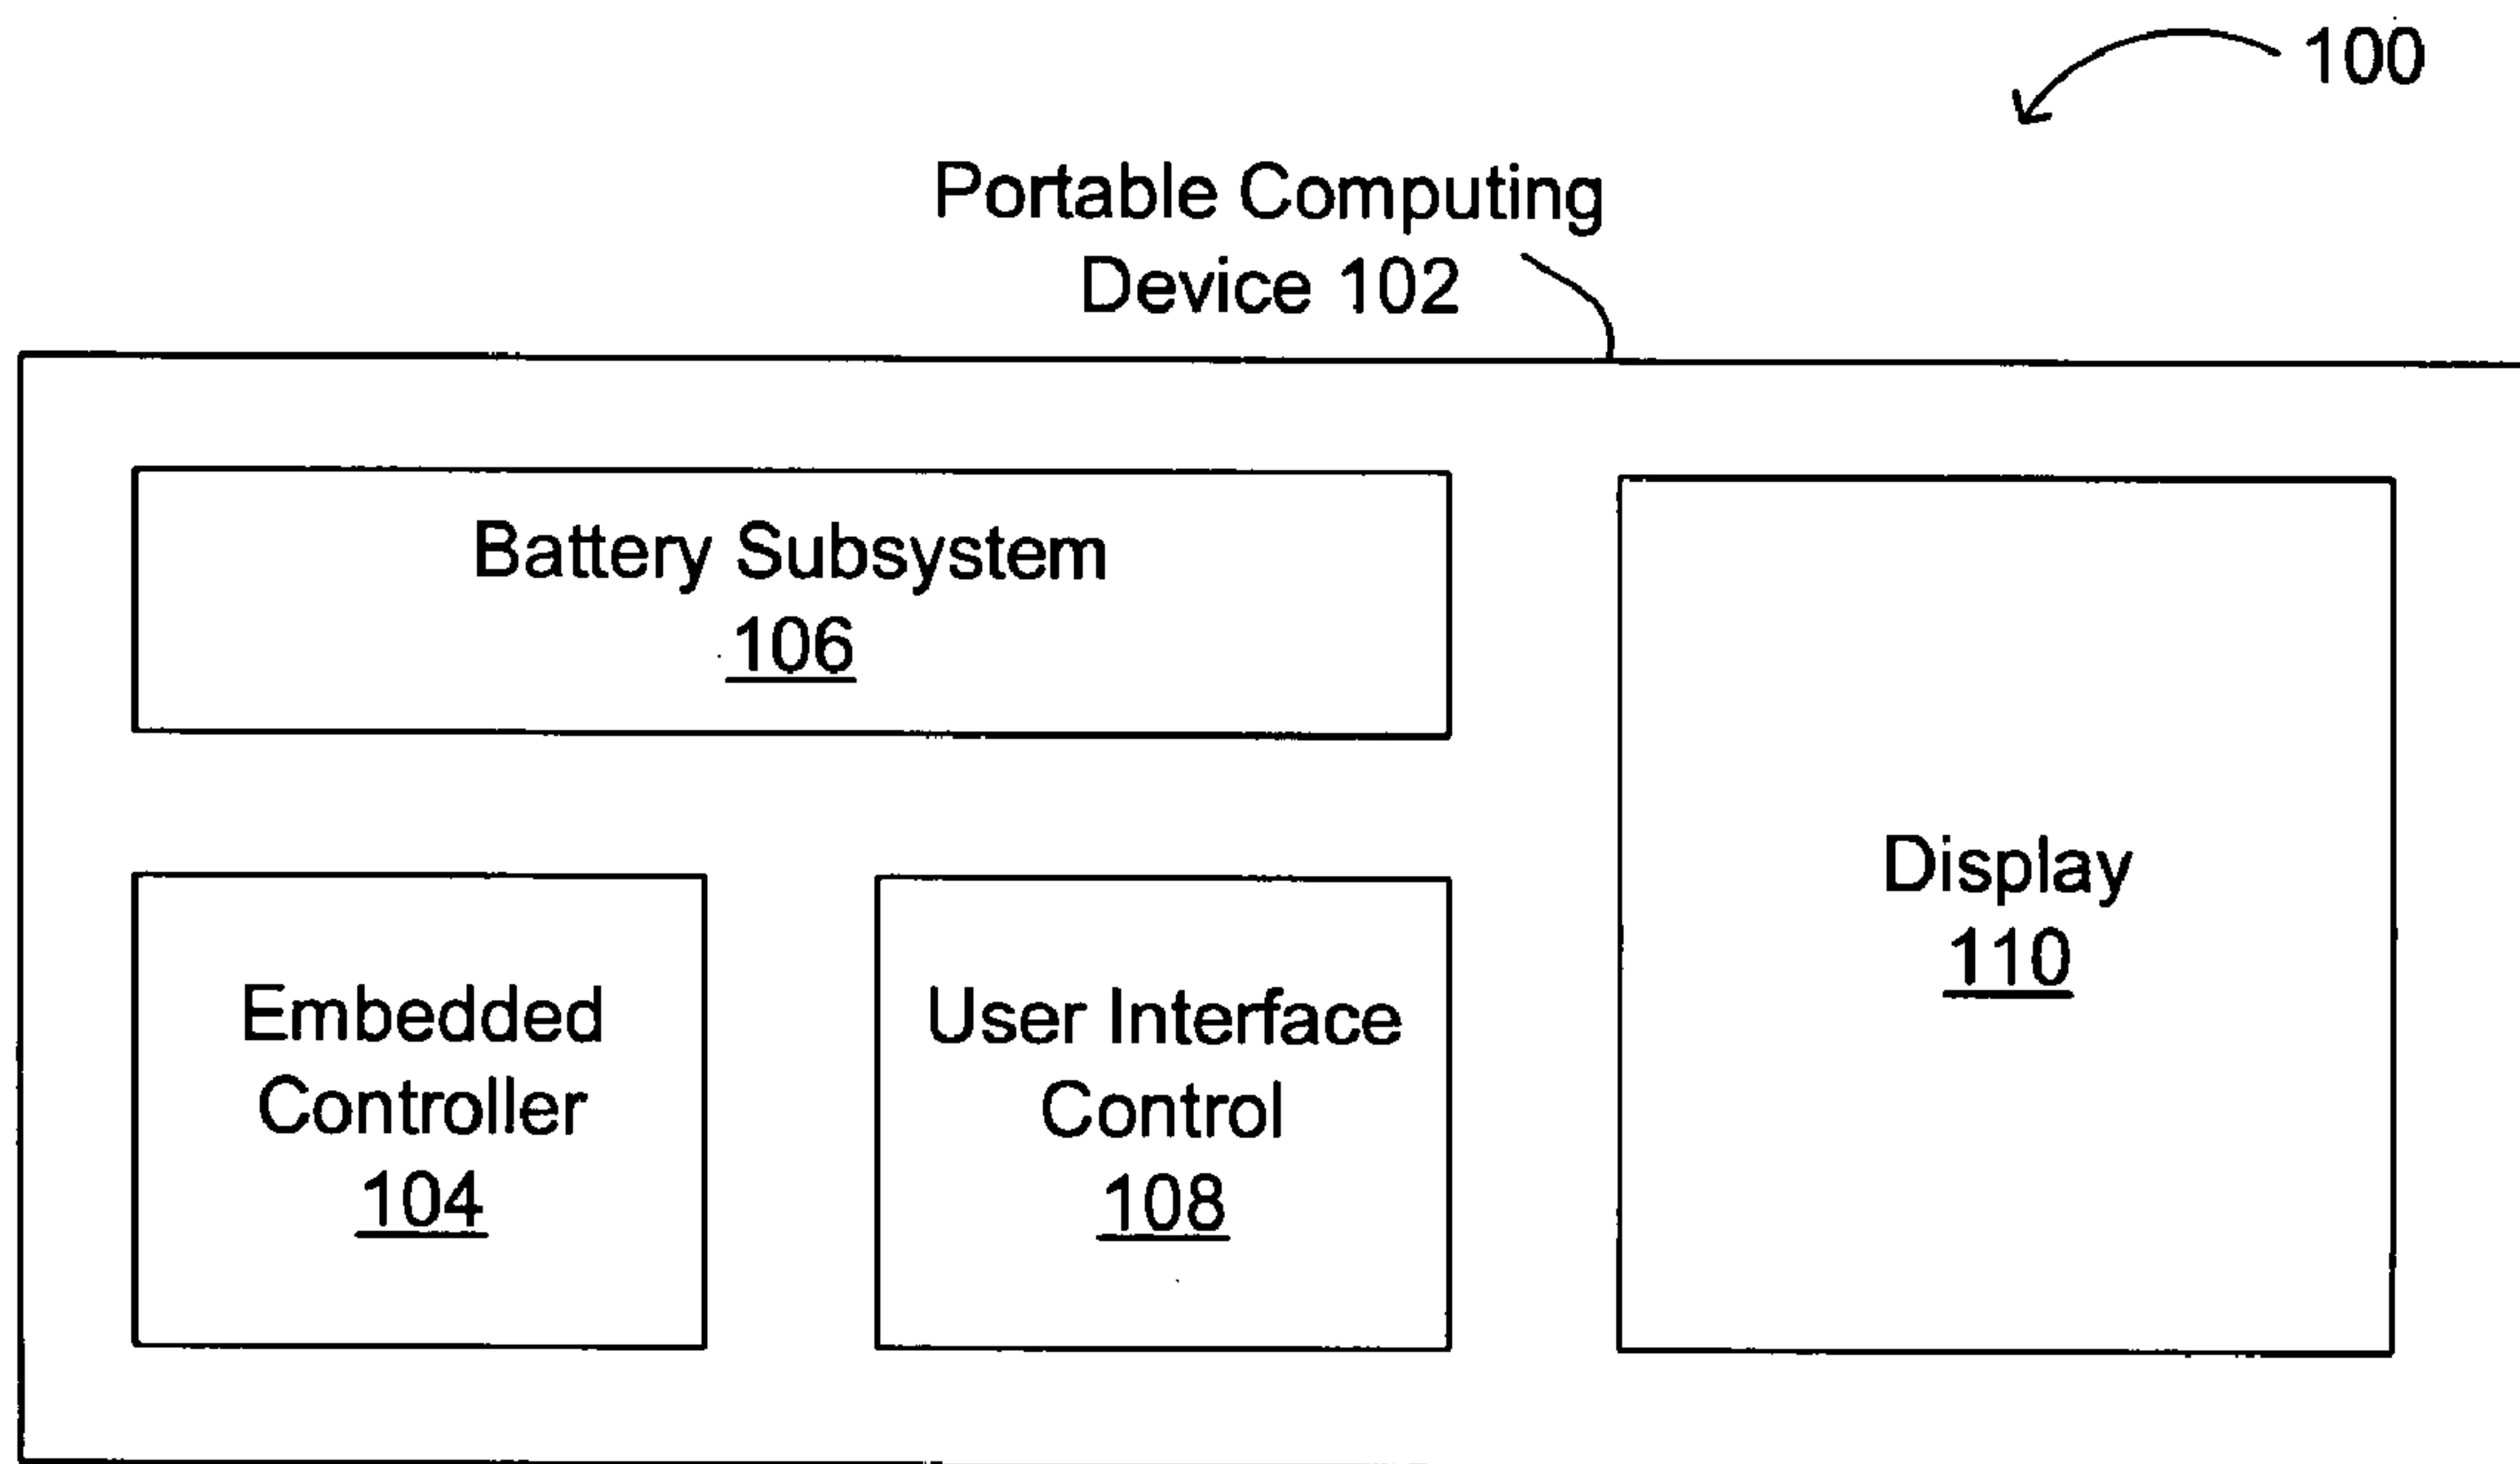 100
Portable Computing
Device 102
Battery Subsystem
106
Embedded
Controller
104
User Interface
Control
108
Display
110